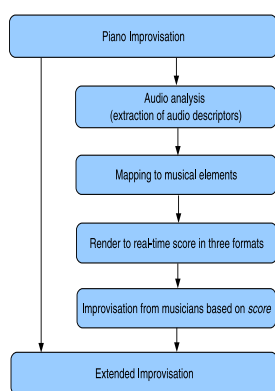 Piano Improvisation
Audio analysis
(extraction of audio descriptors)
Mapping to musical elements
Render to real-time score in three formats
Improvisation from musicians based on score
Extended Improvisation